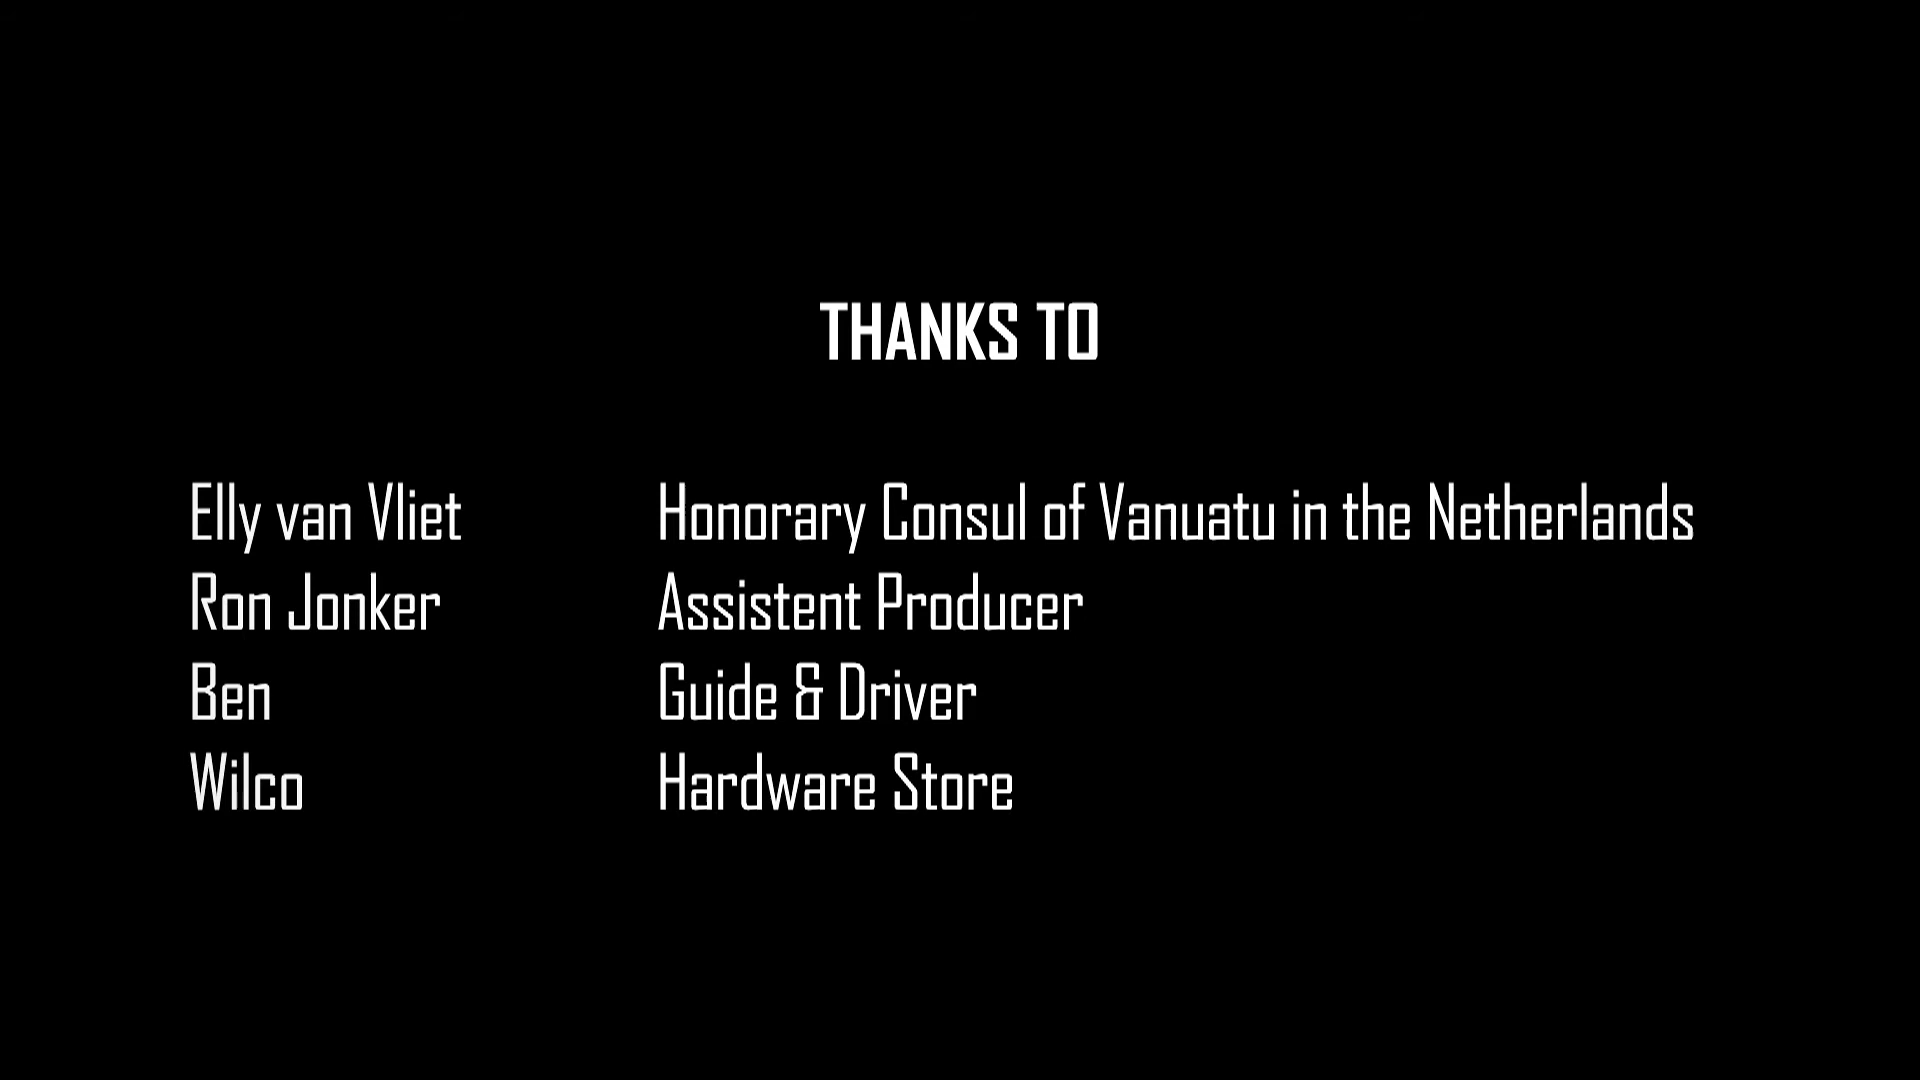 THANKS TO
Elly van Vliet Honorary Consul of Vanuatu in the Netherlands
Ron Jonker Assistent Producer
Ben Guide & Driver
Wilco Hardware Store